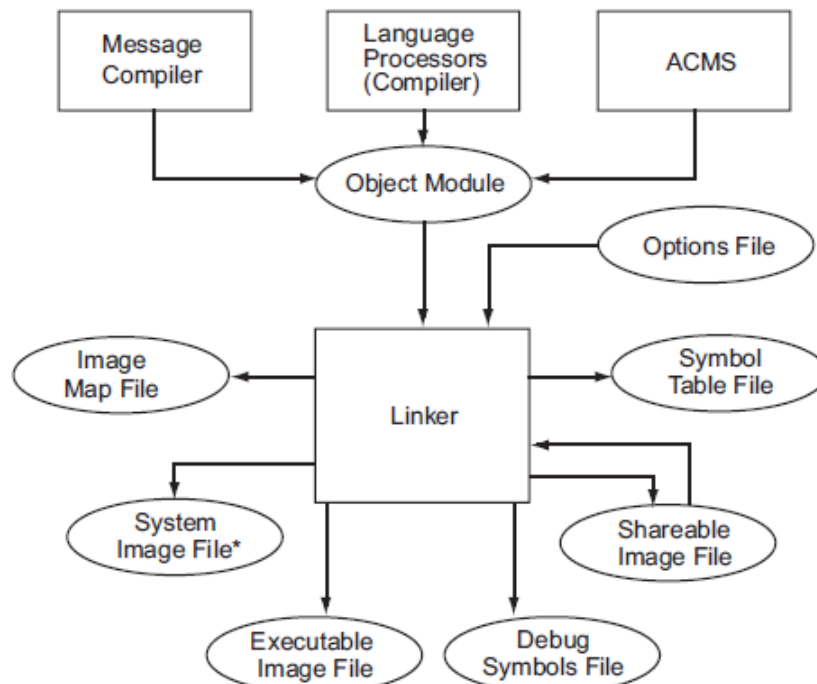 Message
Compiler
Language
Processors
(Compiler)
ACMS
Object Module
Options File
Image
Map File
Symbol
Table File
Linker
System
Image File*
Shareable
Image File
Executable
Image File
Debug
Symbols File